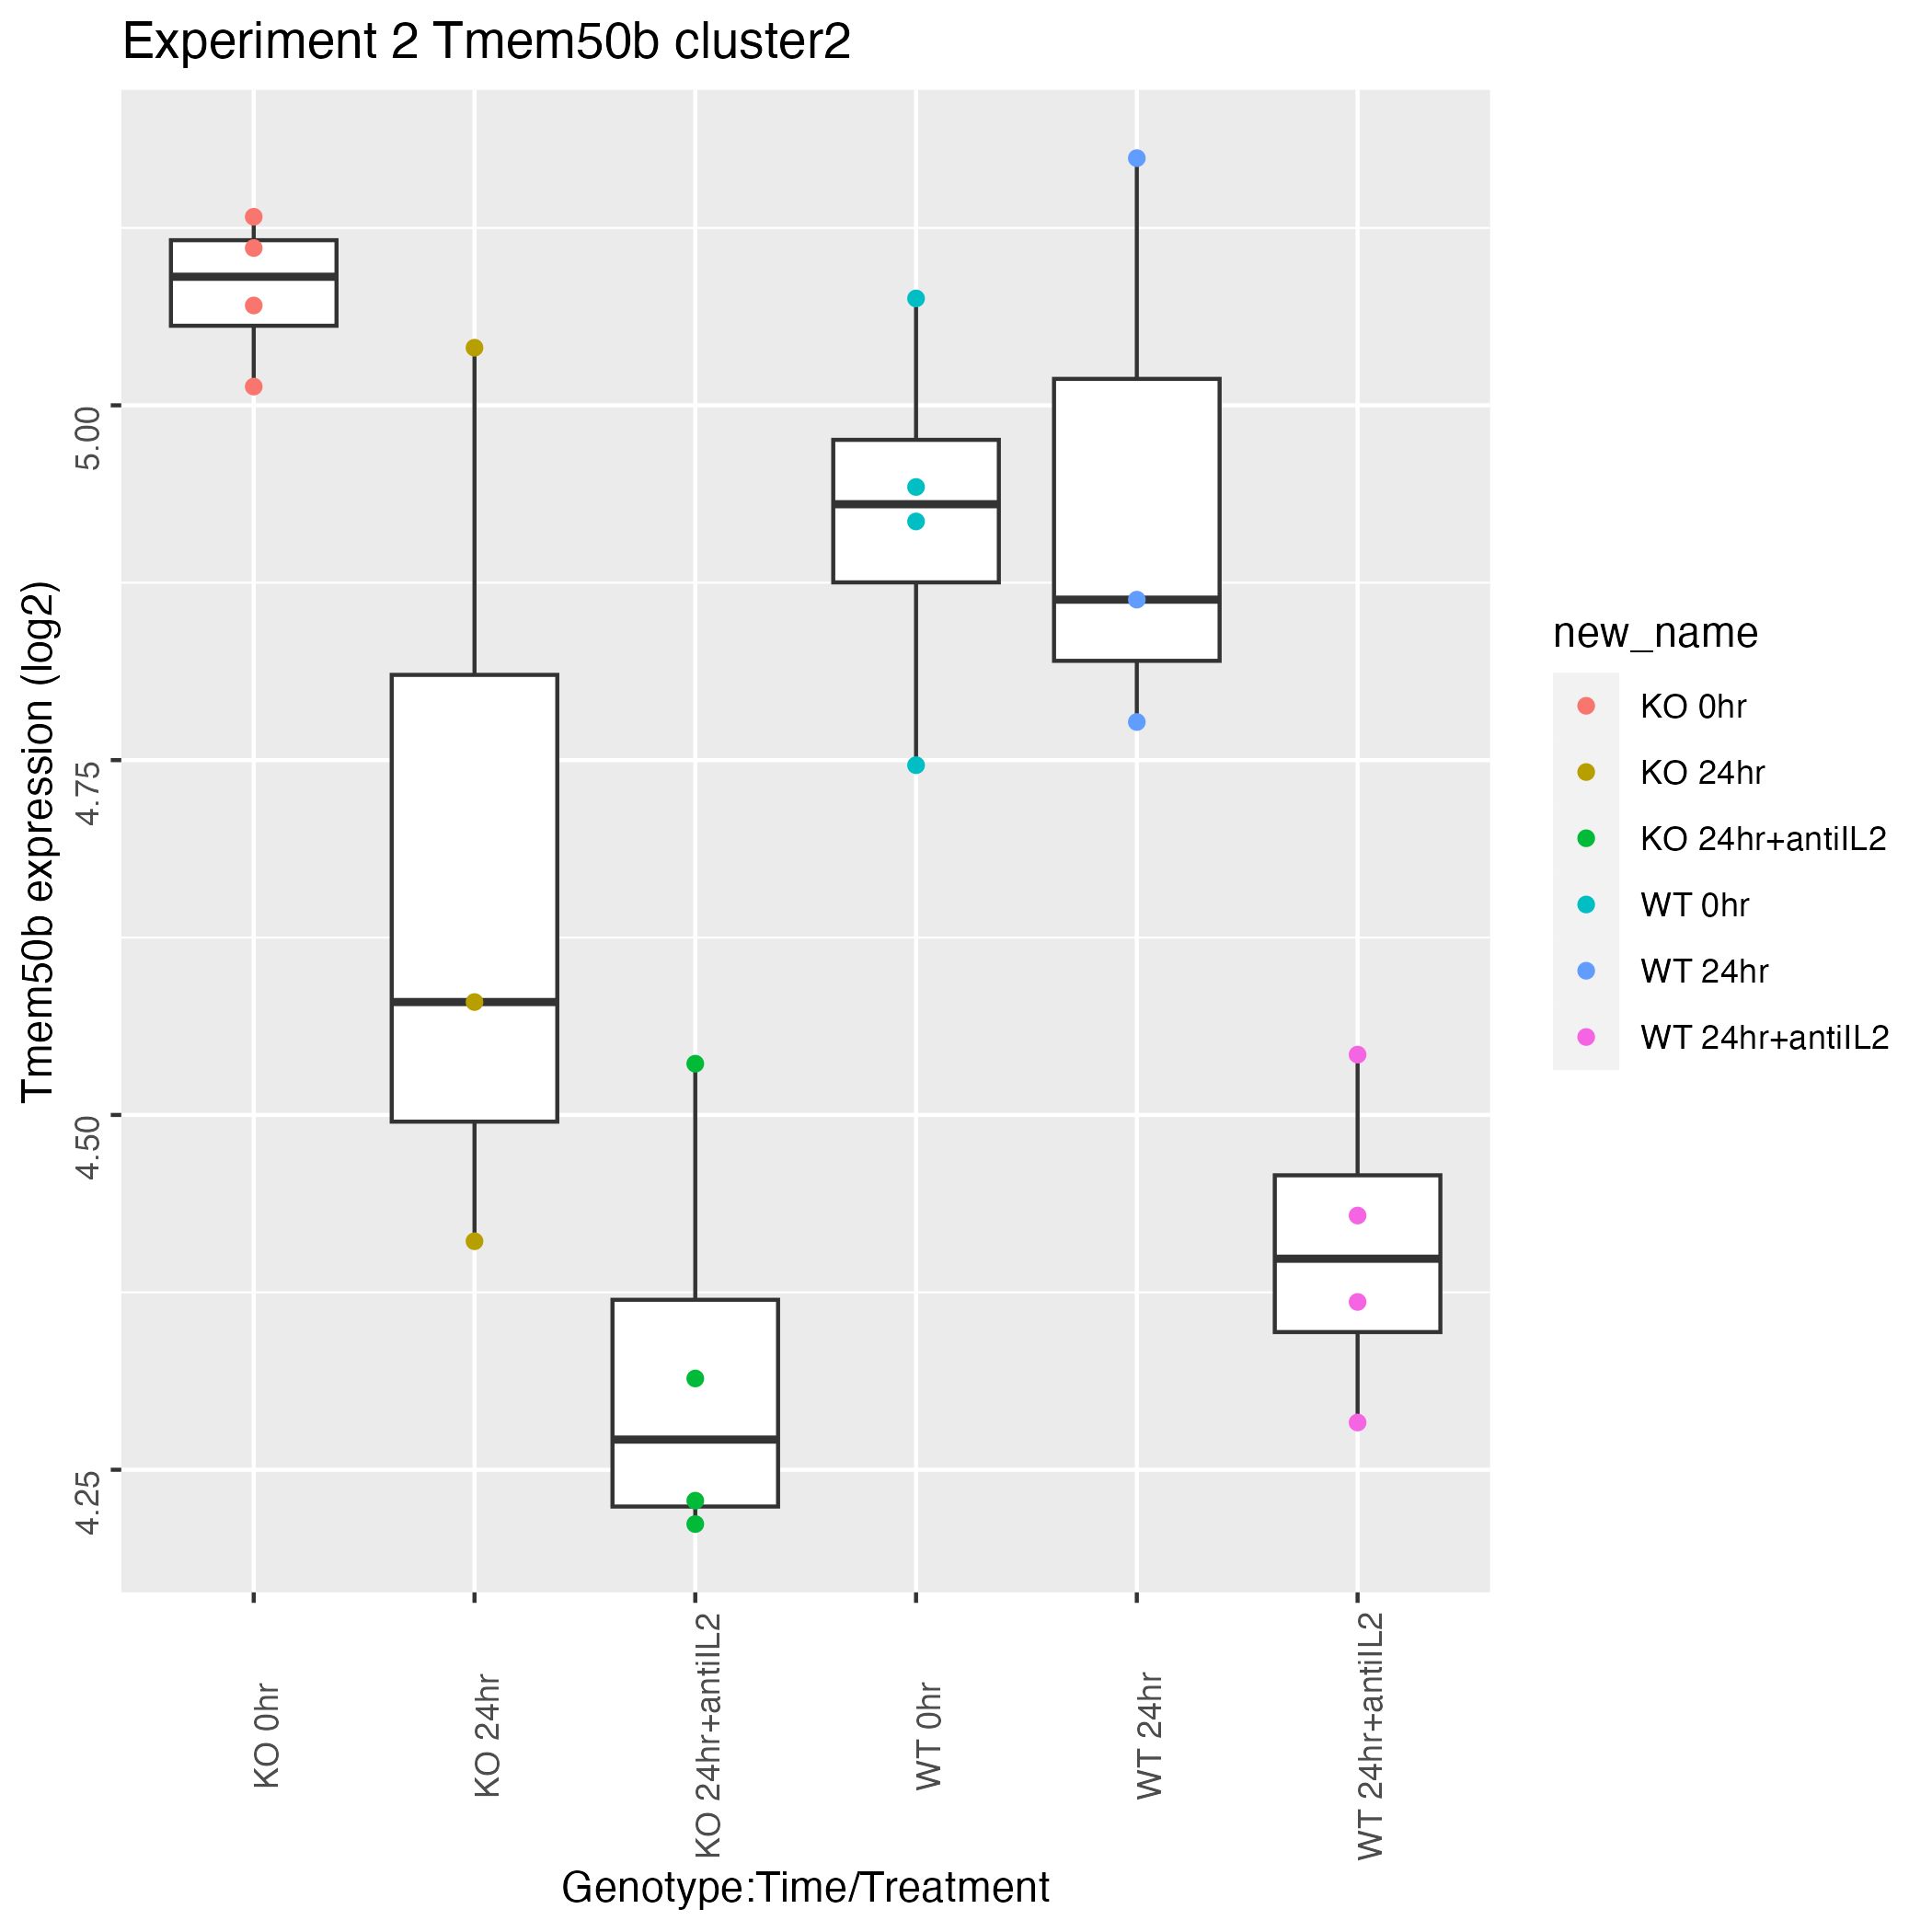 Experiment 2 Tmem50b cluster2
Tmem50b expression (log2)
5.00
4.75
4.50
4.25
KO 0hr
KO 24hr
KO 24hr+antiIL2
WT 0hr
WT 24hr
WT 24hr+antiIL2
Genotype:Time/Treatment
new_name
KO 0hr
KO 24hr
KO 24hr+antiIL2
WT 0hr
WT 24hr
WT 24hr+antiIL2